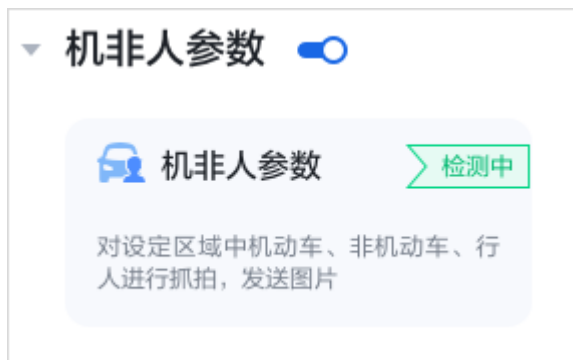 机非人参数
机非人参数
检测中
对设定区域中机动车、非机动车、行
人进行抓拍，发送图片